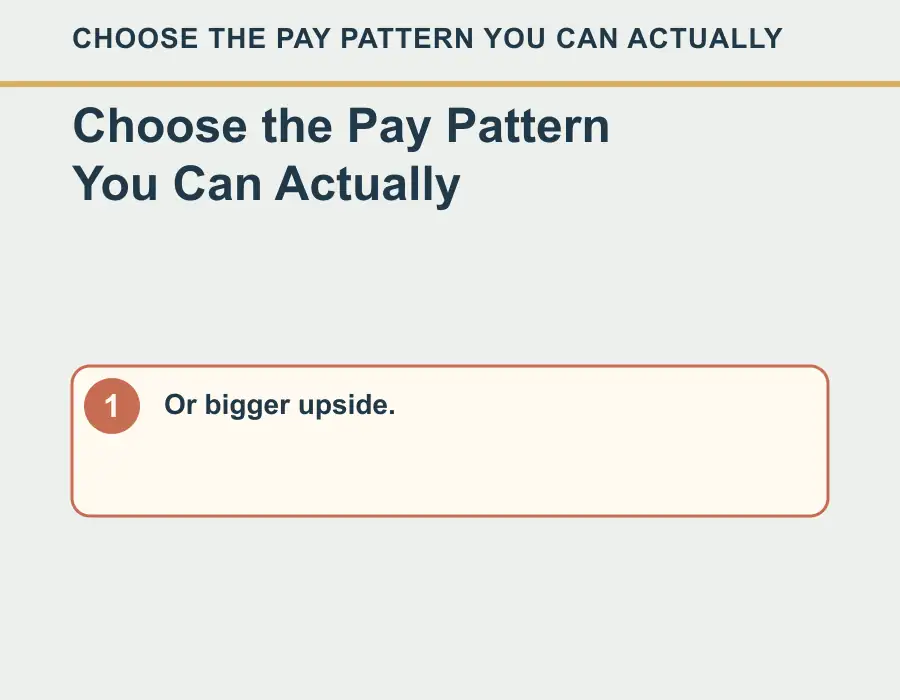 CHOOSE THE PAY PATTERN YOU CAN ACTUALLY
Choose the Pay Pattern
You Can Actually
1 Or bigger upside.